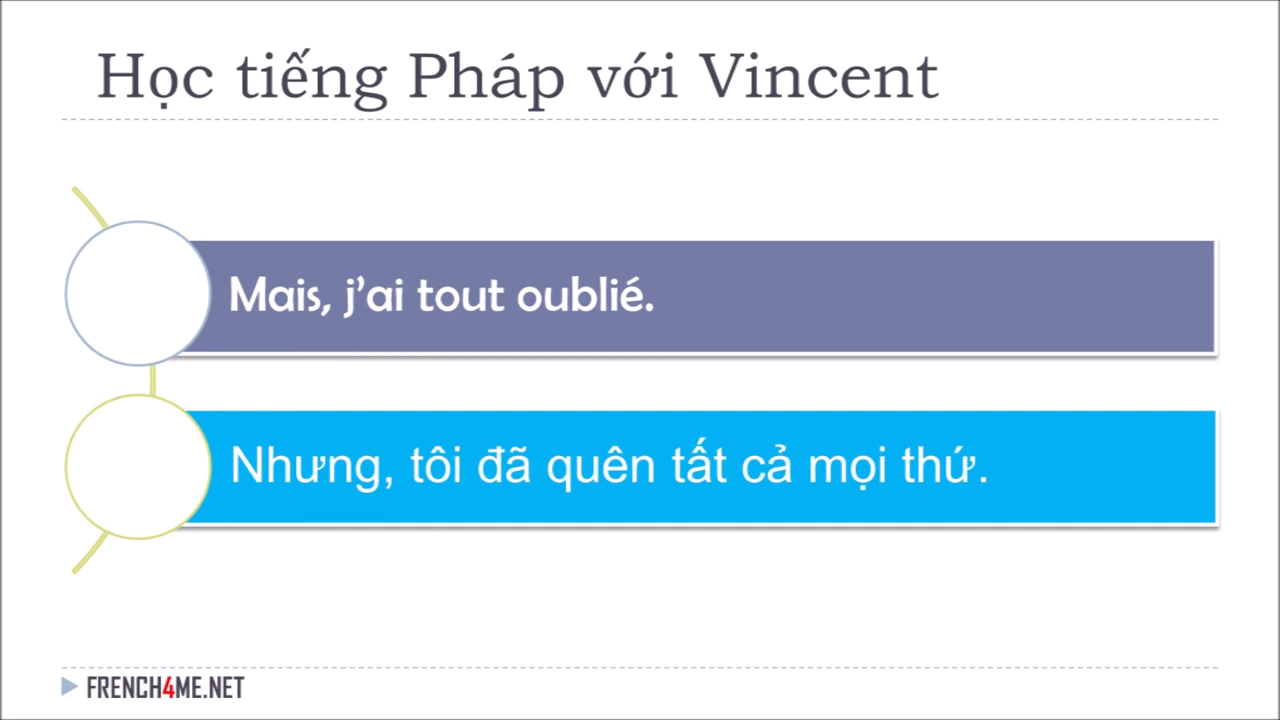 Học tiếng Pháp với Vincent
Mais, j’ai tout oublié.
Nhưng, tôi đã quên tất cả mọi thứ.
FRENCH4ME.NET